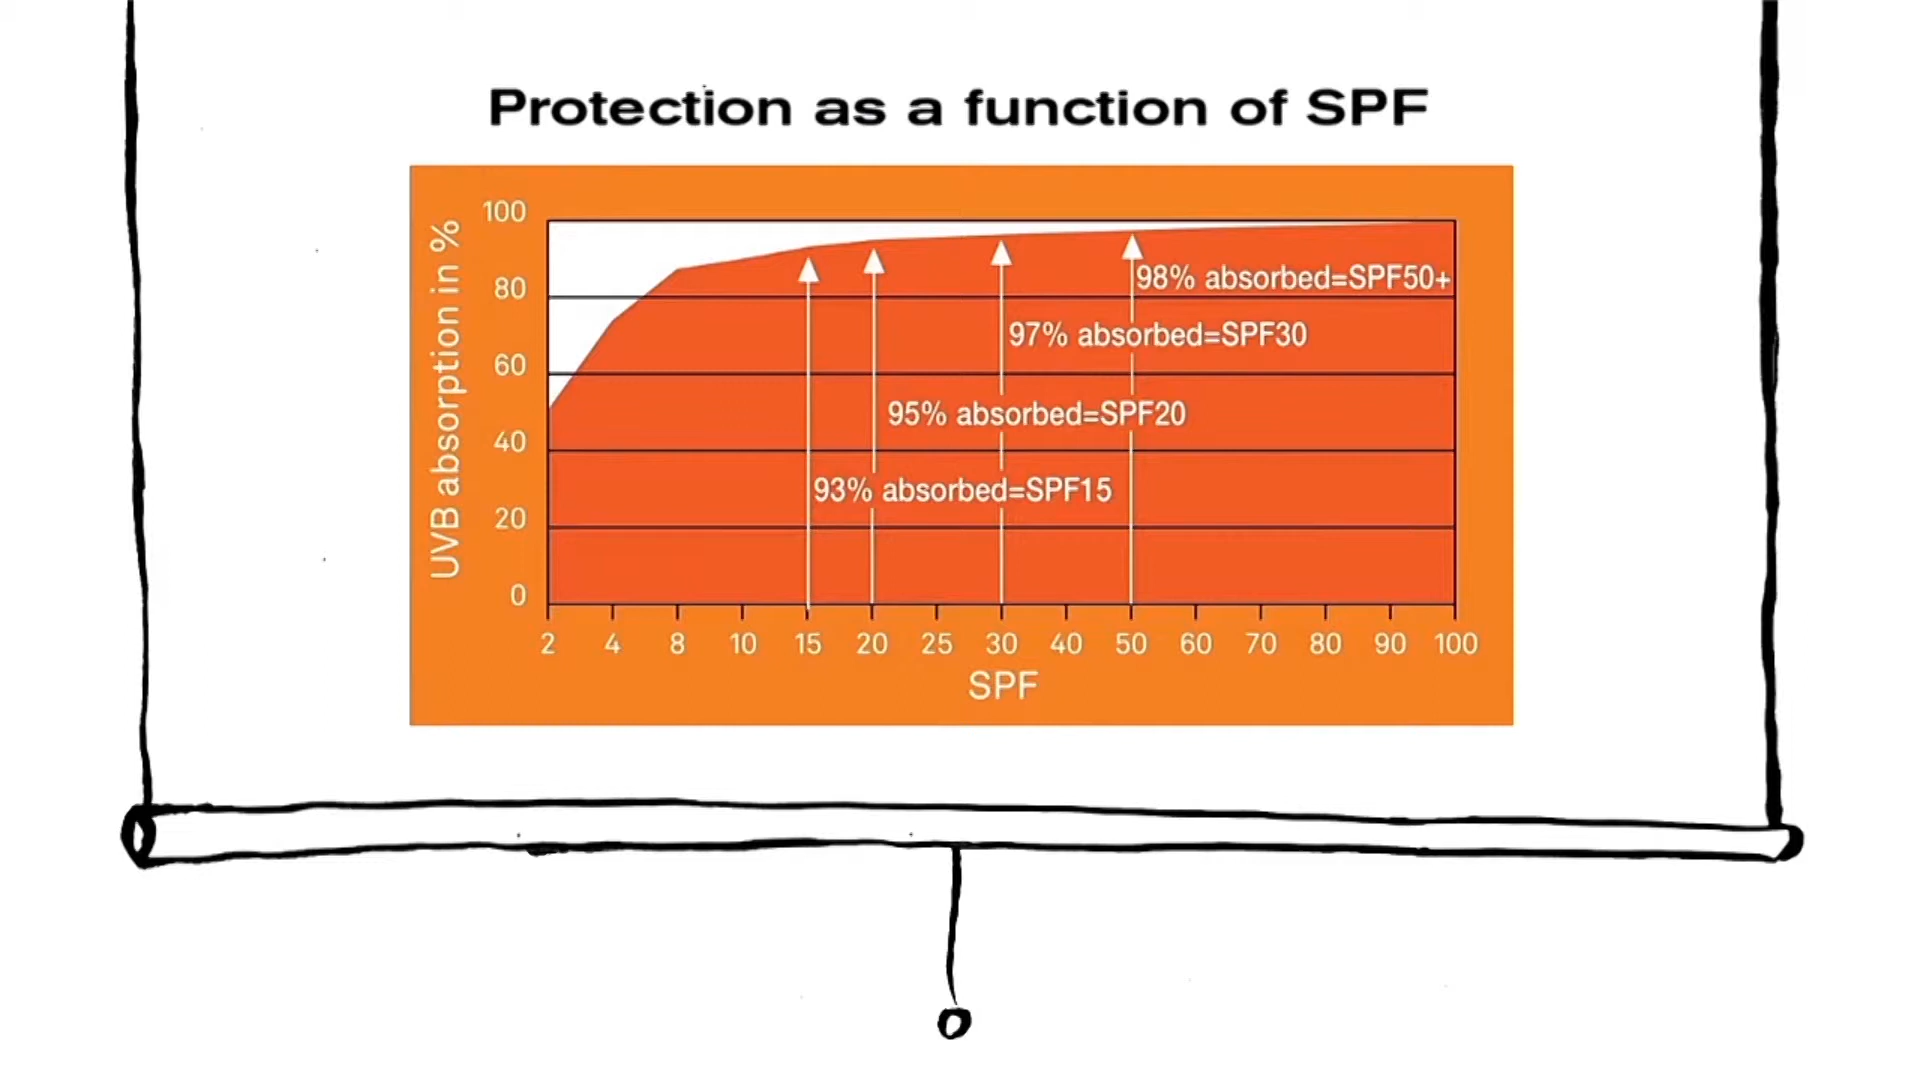 Protection as a function of SPF
UVB absorption in %
100
80
60
40
20
0
98% absorbed=SPF50+
97% absorbed=SPF30
95% absorbed=SPF20
93% absorbed=SPF15
2 4 8 10 15 20 25 30 40 50 60 70 80 90 100
SPF